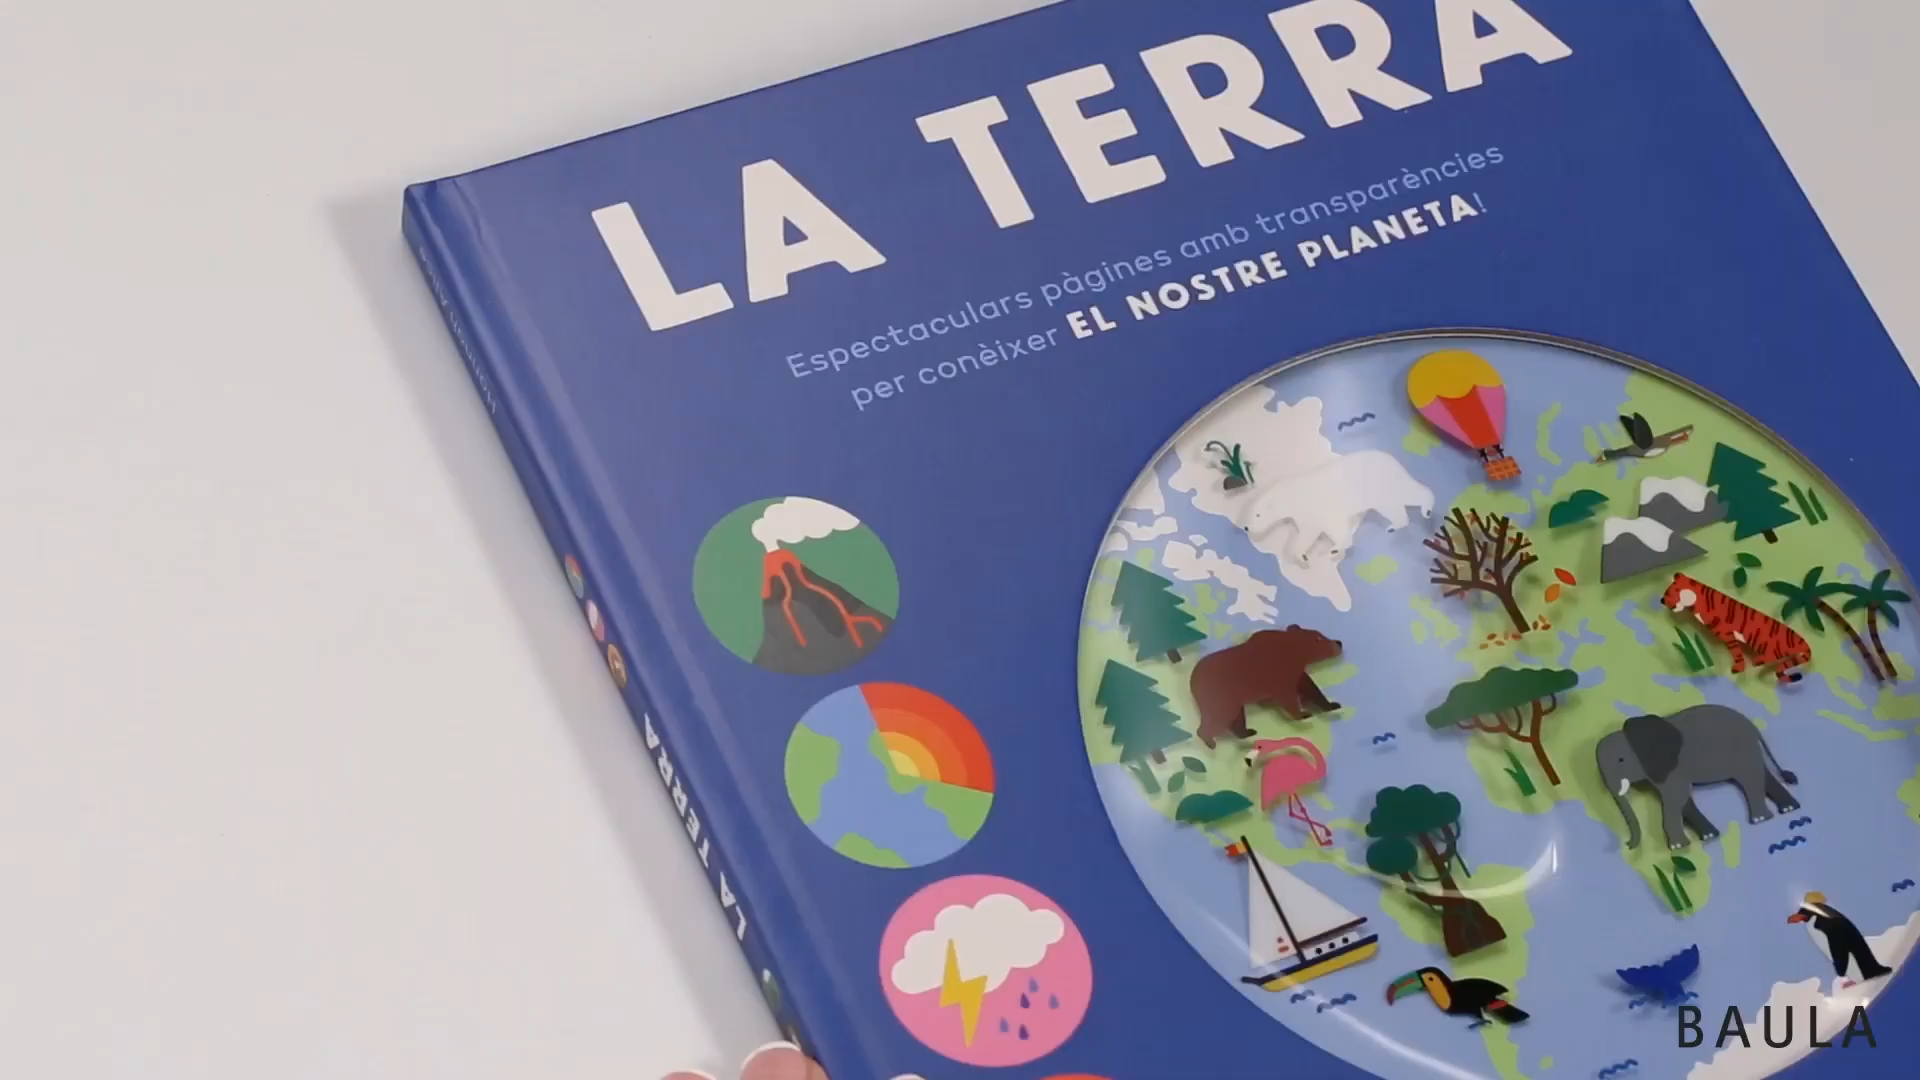 LA TERRA
Espectaculars pàgines amb transparències
per conèixer EL NOSTRE PLANETA!
LA TERRA
BAULA